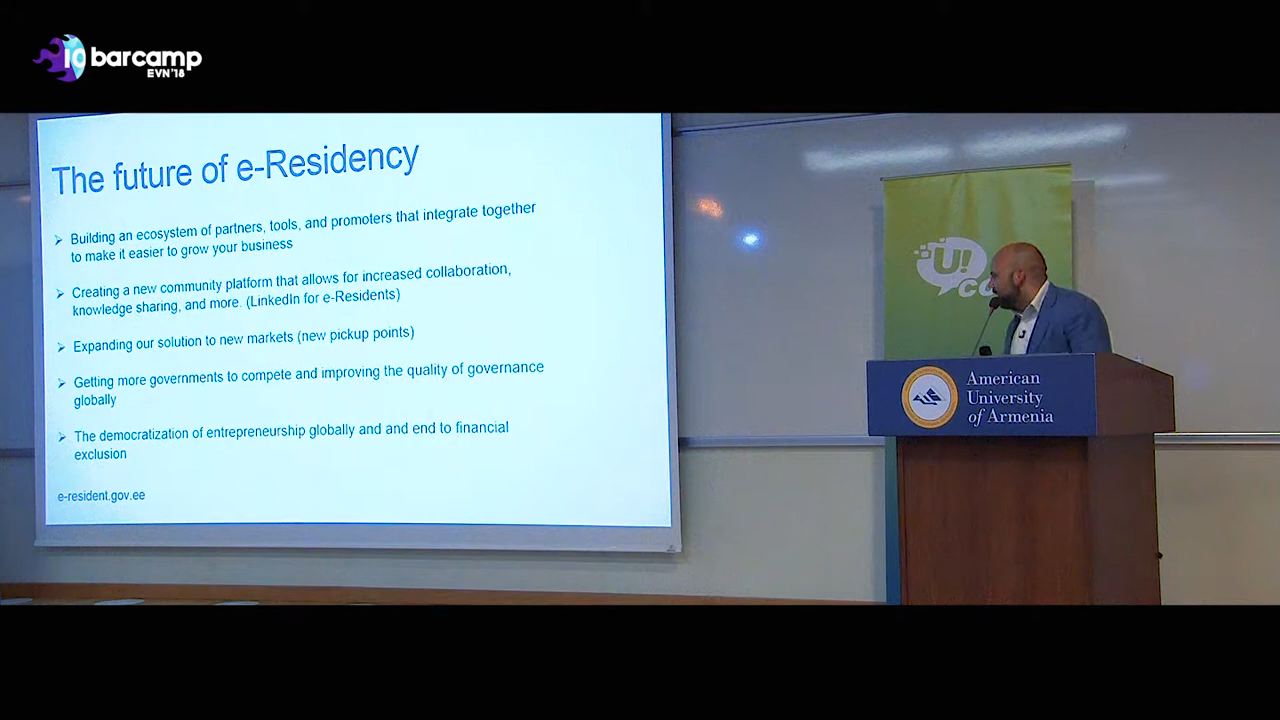 10 barcamp
EVN'18
The future of e-Residency
Building an ecosystem of partners, tools, and promoters that integrate together
to make it easier to grow your business
Creating a new community platform that allows for increased collaboration,
knowledge sharing, and more. (LinkedIn for e-Residents)
Expanding our solution to new markets (new pickup points)
Getting more governments to compete and improving the quality of governance
globally
The democratization of entrepreneurship globally and and end to financial
exclusion
e-resident.gov.ee
U!
American
University
of Armenia